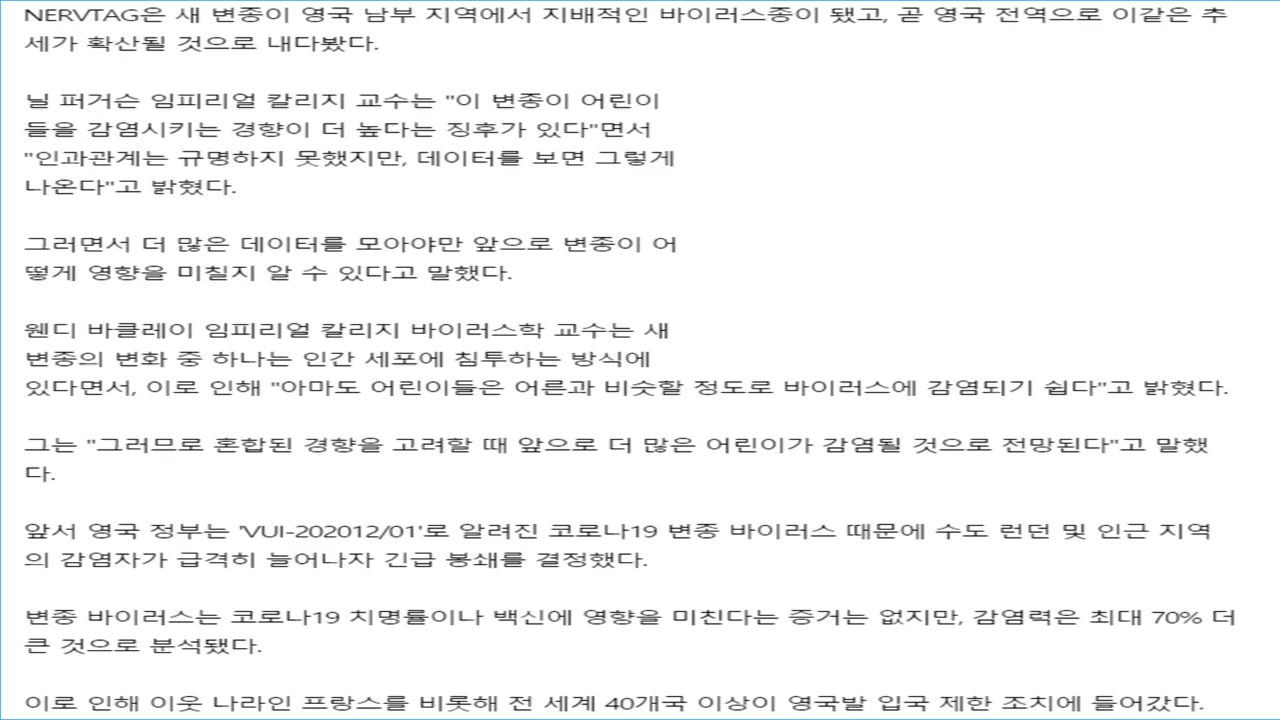 NERVTAG은 새 변종이 영국 남부 지역에서 지배적인 바이러스종이 됐고, 곧 영국 전역으로 이같은 추
세가 확산될 것으로 내다봤다.
닐 퍼거슨 임피리얼 칼리지 교수는 "이 변종이 어린이
들을 감염시키는 경향이 더 높다는 징후가 있다"면서
"인과관계는 규명하지 못했지만, 데이터를 보면 그렇게
나온다"고 밝혔다.
그러면서 더 많은 데이터를 모아야만 앞으로 변종이 어
떻게 영향을 미칠지 알 수 있다고 말했다.
웬디 바클레이 임피리얼 칼리지 바이러스학 교수는 새
변종의 변화 중 하나는 인간 세포에 침투하는 방식에
있다면서, 이로 인해 "아마도 어린이들은 어른과 비슷할 정도로 바이러스에 감염되기 쉽다"고 밝혔다.
그는 "그러므로 혼합된 경향을 고려할 때 앞으로 더 많은 어린이가 감염될 것으로 전망된다"고 말했
다.
앞서 영국 정부는 'VUI-202012/01'로 알려진 코로나19 변종 바이러스 때문에 수도 런던 및 인근 지역
의 감염자가 급격히 늘어나자 긴급 봉쇄를 결정했다.
변종 바이러스는 코로나19 치명률이나 백신에 영향을 미친다는 증거는 없지만, 감염력은 최대 70% 더
큰 것으로 분석됐다.
이로 인해 이웃 나라인 프랑스를 비롯해 전 세계 40개국 이상이 영국발 입국 제한 조치에 들어갔다.